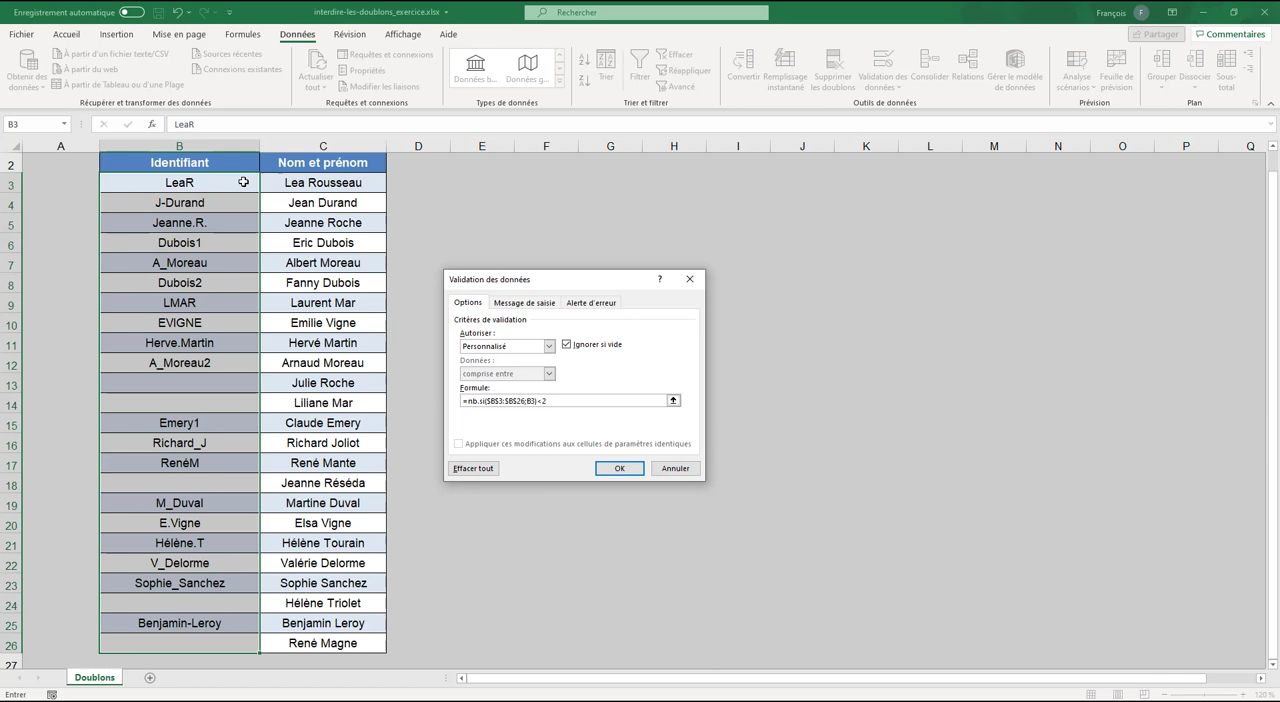 Enregistrement automatique
interdire-les-doublons_exercice.xlsx
Rechercher
François F
Fichier Accueil Insertion Mise en page Formules Données Révision Affichage Aide
Partager Commentaires
Obtenir des données
À partir d'un fichier texte/CSV
À partir du web
À partir de Tableau ou d'une Plage
Sources récentes
Connexions existantes
Récupérer et transformer des données
Actualiser tout
Requêtes et connexions
Propriétés
Modifier les liaisons
Requêtes et connexions
Données b...
Données g...
Types de données
Trier
Filtrer
Effacer
Réappliquer
Avancé
Trier et filtrer
Convertir
Remplissage instantané
Supprimer les doublons
Validation des données
Consolider
Relations
Gérer le modèle de données
Outils de données
Analyse scénarios
Feuille de prévision
Prévision
Grouper
Dissocier
Sous-total
Plan
B3
fx
LeaR
A B C D E F G H I J K L M N O P Q
2 Identifiant Nom et prénom
3 LeaR Lea Rousseau
4 J-Durand Jean Durand
5 Jeanne.R. Jeanne Roche
6 Dubois1 Eric Dubois
7 A_Moreau Albert Moreau
8 Dubois2 Fanny Dubois
9 LMAR Laurent Mar
10 EVIGNE Emilie Vigne
11 Herve.Martin Hervé Martin
12 A_Moreau2 Arnaud Moreau
13 Julie Roche
14 Liliane Mar
15 Emery1 Claude Emery
16 Richard_J Richard Joliot
17 RenéM René Mante
18 Jeanne Réséda
19 M_Duval Martine Duval
20 E.Vigne Elsa Vigne
21 Hélène.T Hélène Tourain
22 V_Delorme Valérie Delorme
23 Sophie_Sanchez Sophie Sanchez
24 Hélène Triolet
25 Benjamin-Leroy Benjamin Leroy
26 René Magne
27
Validation des données ?
Options Message de saisie Alerte d'erreur
Critères de validation
Autoriser :
Personnalisé Ignorer si vide
Données :
comprise entre
Formule:
=nb.si($B$3:$B$26;B3)<2
Appliquer ces modifications aux cellules de paramètres identiques
Effacer tout OK Annuler
Doublons
Entrer
120 %